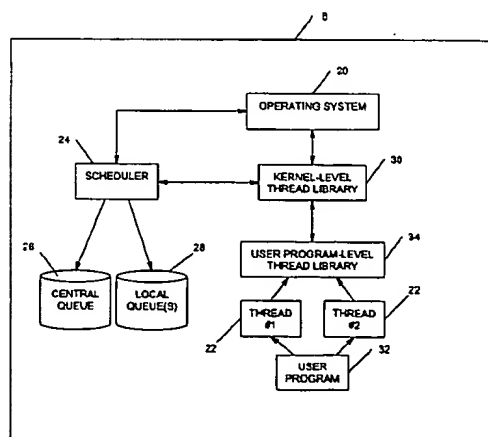 8
20
OPERATING SYSTEM
24
SCHEDULER
30
KERNEL-LEVEL
THREAD LIBRARY
34
USER PROGRAM-LEVEL
THREAD LIBRARY
26
CENTRAL
QUEUE
28
LOCAL
QUEUE(S)
22
THREAD
#1
22
THREAD
#2
32
USER
PROGRAM